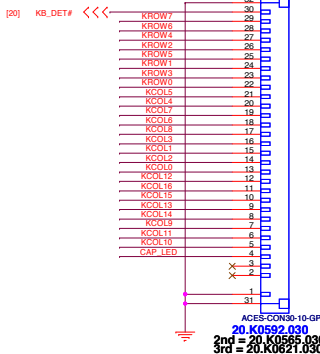 [20] KB_DET# 30
KROW7 29
KROW6 28
KROW4 27
KROW2 26
KROW5 25
KROW1 24
KROW3 23
KROW0 22
KCOL5 21
KCOL4 20
KCOL7 19
KCOL6 18
KCOL8 17
KCOL3 16
KCOL1 15
KCOL2 14
KCOL0 13
KCOL12 12
KCOL16 11
KCOL15 10
KCOL13 9
KCOL14 8
KCOL9 7
KCOL11 6
KCOL10 5
CAP_LED 4
3
2
1
31
ACES-CON30-10-GP
20.K0592.030
2nd = 20.K0565.030
3rd = 20.K0621.030